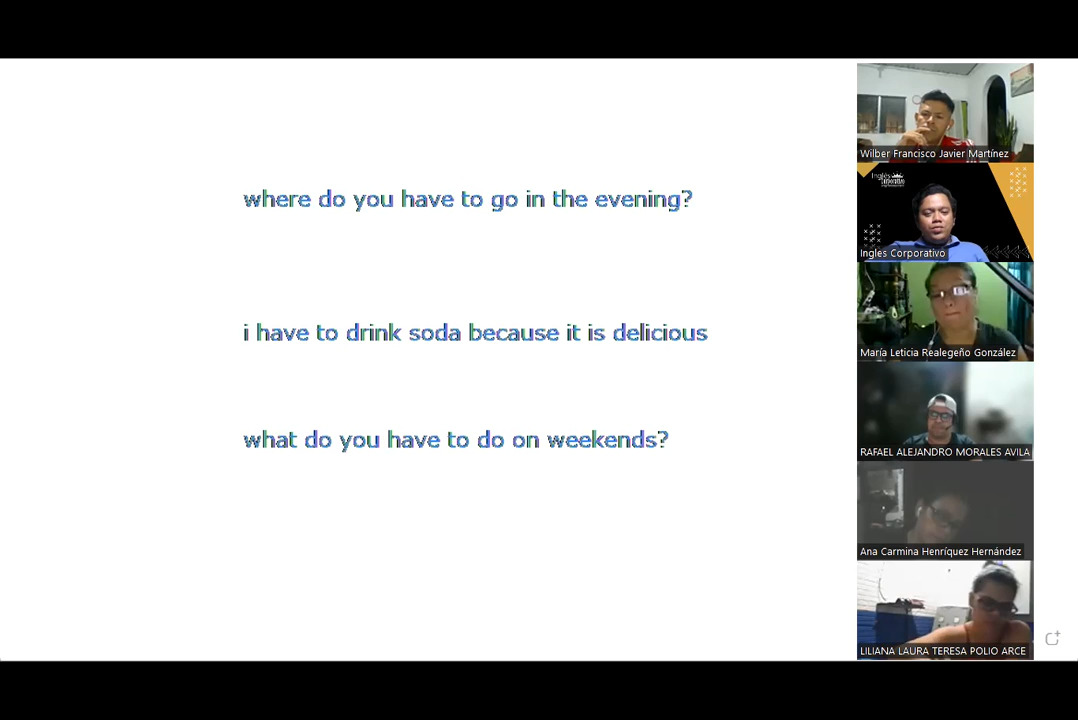 where do you have to go in the evening?
i have to drink soda because it is delicious
what do you have to do on weekends?
Wilber Francisco Javier Martínez
Inglés
Ingles Corporativo
María Leticia Realegeño González
RAFAEL ALEJANDRO MORALES AVILA
Ana Carmina Henríquez Hernández
LILIANA LAURA TERESA POLIO ARCE